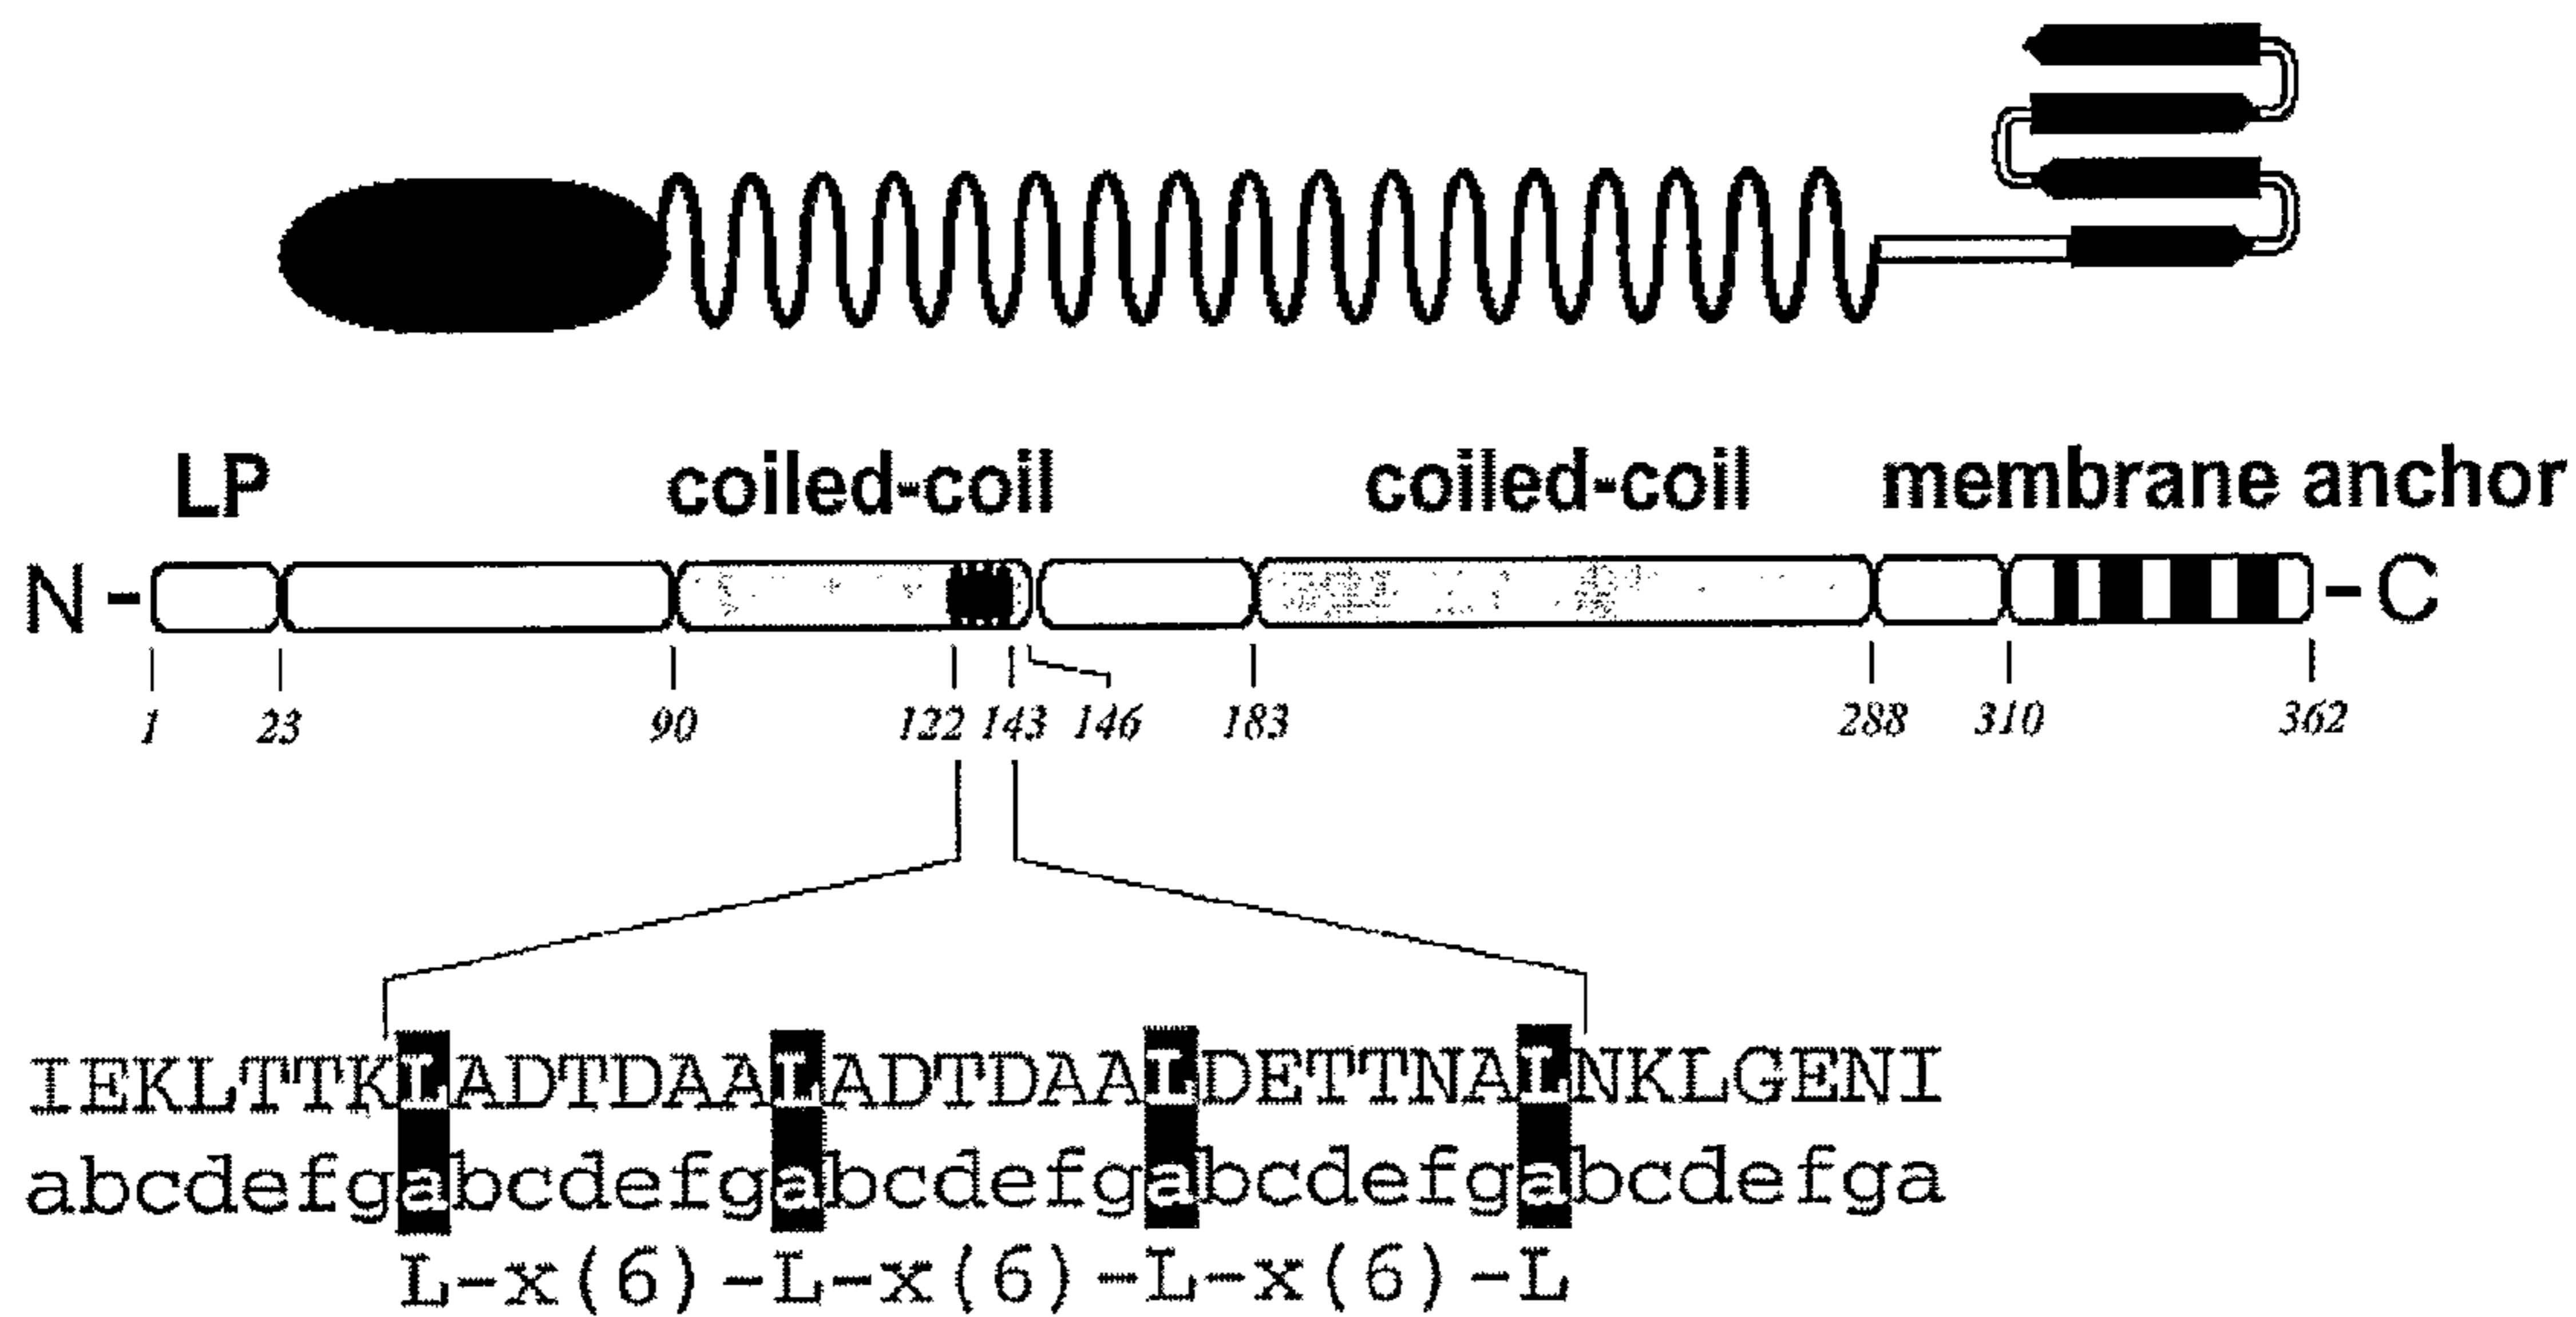 LP coiled-coil coiled-coil membrane anchor
N - - C
1 23 90 122 143 146 183 288 310 362
IEKLTTKLADTDAALADTDAALDETTNALNKLGENI
abcdefgabcdefgabcdefgabcdefgabcdefga
L-x(6)-L-x(6)-L-x(6)-L